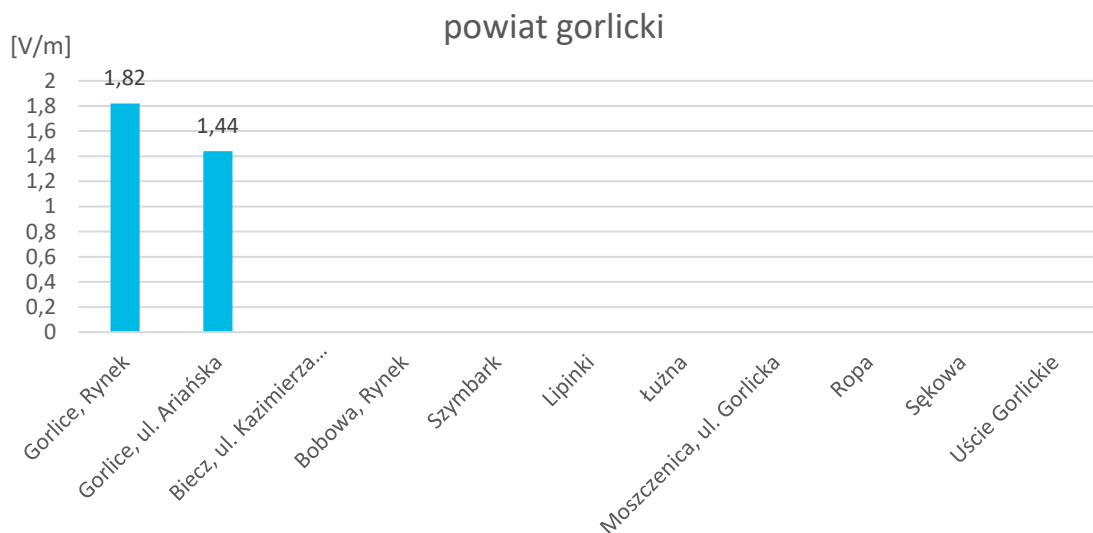 powiat gorlicki
[V/m]
2
1,8
1,6
1,4
1,2
1
0,8
0,6
0,4
0,2
0
1,82
1,44
Gorlice, Rynek
Gorlice, ul. Ariańska
Biecz, ul. Kazimierza…
Bobowa, Rynek
Szymbark
Lipinki
Łużna
Moszczenica, ul. Gorlicka
Ropa
Sękowa
Uście Gorlickie